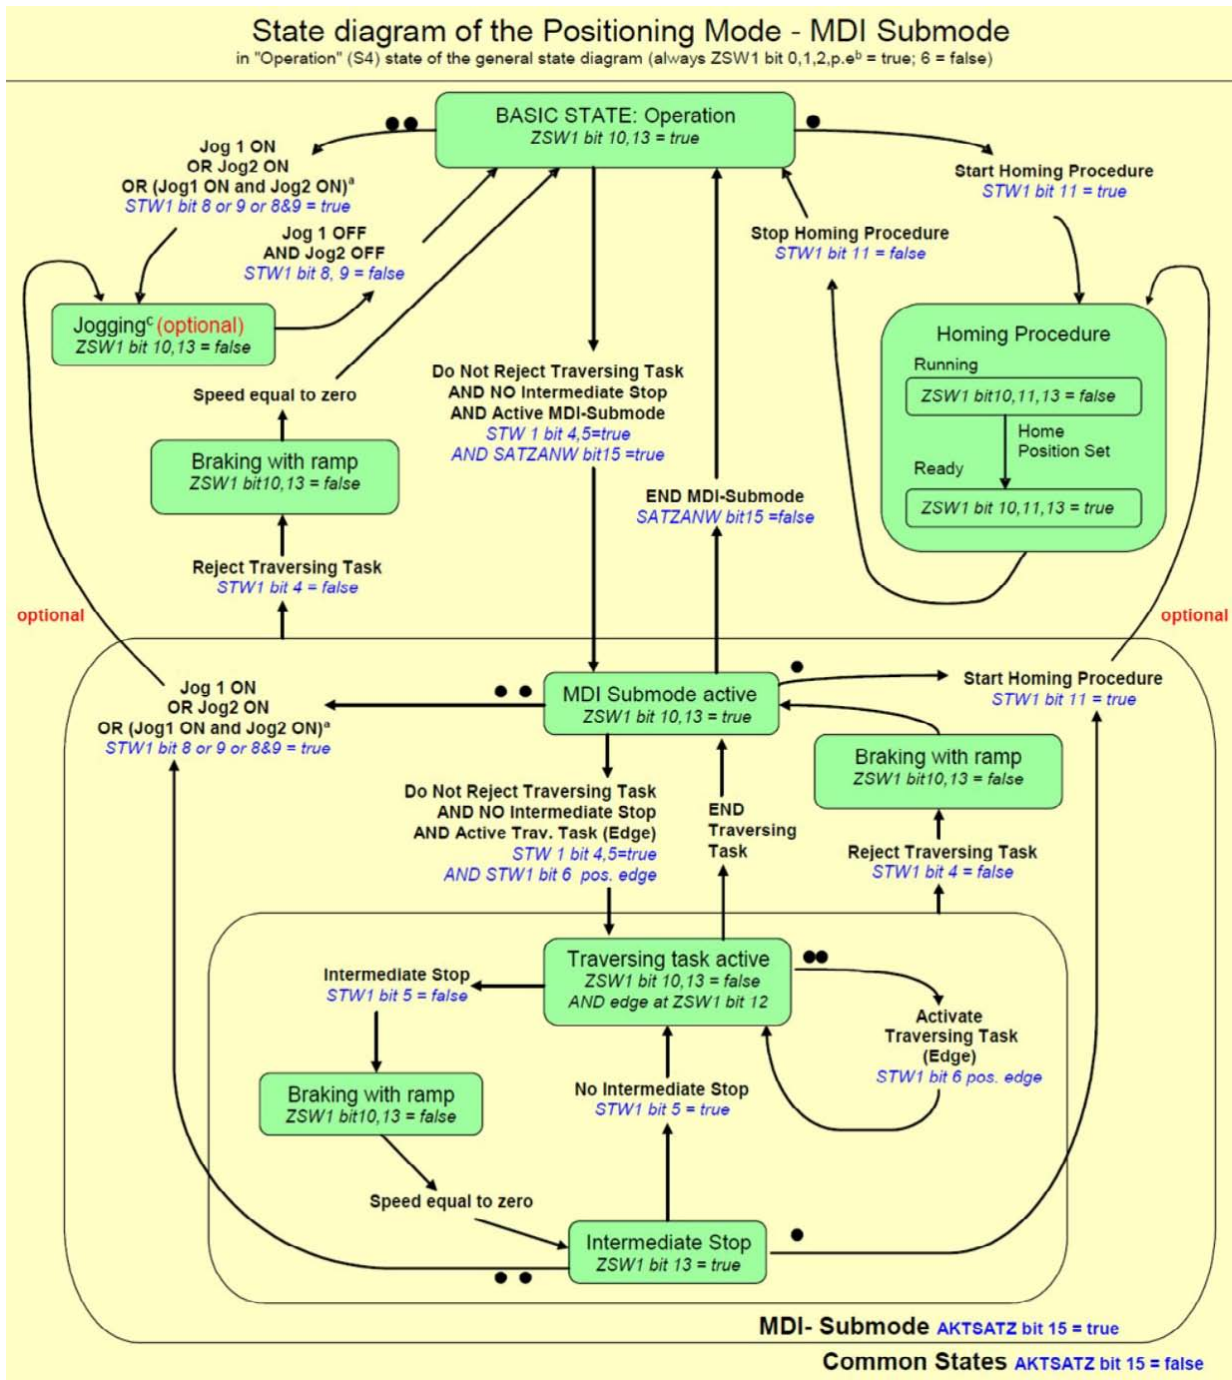 State diagram of the Positioning Mode - MDI Submode
in "Operation" (S4) state of the general state diagram (always ZSW1 bit 0,1,2,p.eᵇ = true; 6 = false)
BASIC STATE: Operation
ZSW1 bit 10,13 = true
Jog 1 ON
OR Jog2 ON
OR (Jog1 ON and Jog2 ON)ᵃ
STW1 bit 8 or 9 or 8&9 = true
Jog 1 OFF
AND Jog2 OFF
STW1 bit 8, 9 = false
Start Homing Procedure
STW1 bit 11 = true
Stop Homing Procedure
STW1 bit 11 = false
Joggingᶜ (optional)
ZSW1 bit 10,13 = false
Homing Procedure
Running
ZSW1 bit10,11,13 = false
Home
Position Set
Ready
ZSW1 bit 10,11,13 = true
Do Not Reject Traversing Task
AND NO Intermediate Stop
AND Active MDI-Submode
STW 1 bit 4,5=true
AND SATZANW bit15 =true
Speed equal to zero
Braking with ramp
ZSW1 bit10,13 = false
Reject Traversing Task
STW1 bit 4 = false
END MDI-Submode
SATZANW bit15 =false
optional
optional
Jog 1 ON
OR Jog2 ON
OR (Jog1 ON and Jog2 ON)ᵃ
STW1 bit 8 or 9 or 8&9 = true
MDI Submode active
ZSW1 bit 10,13 = true
Start Homing Procedure
STW1 bit 11 = true
Braking with ramp
ZSW1 bit10,13 = false
Do Not Reject Traversing Task
AND NO Intermediate Stop
AND Active Trav. Task (Edge)
STW 1 bit 4,5=true
AND STW1 bit 6 pos. edge
END
Traversing
Task
Reject Traversing Task
STW1 bit 4 = false
Traversing task active
ZSW1 bit 10,13 = false
AND edge at ZSW1 bit 12
Intermediate Stop
STW1 bit 5 = false
Activate
Traversing Task
(Edge)
STW1 bit 6 pos. edge
Braking with ramp
ZSW1 bit10,13 = false
No Intermediate Stop
STW1 bit 5 = true
Speed equal to zero
Intermediate Stop
ZSW1 bit 13 = true
MDI- Submode AKTSATZ bit 15 = true
Common States AKTSATZ bit 15 = false